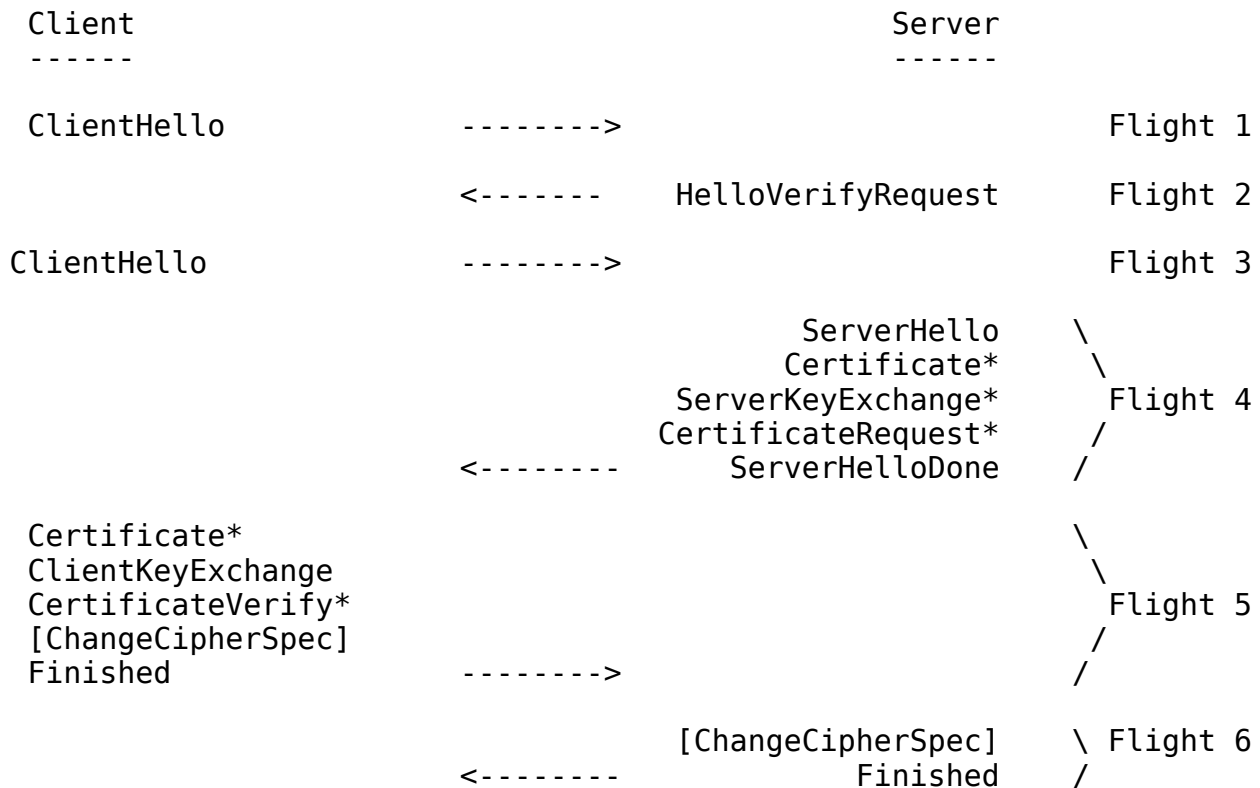 Client                                          Server
------                                          ------

ClientHello             -------->                           Flight 1

                        <-------    HelloVerifyRequest      Flight 2

ClientHello              -------->                           Flight 3

                                           ServerHello    \
                                          Certificate*     \
                                    ServerKeyExchange*      Flight 4
                                   CertificateRequest*     /
                        <--------      ServerHelloDone    /

Certificate*                                              \
ClientKeyExchange                                          \
CertificateVerify*                                          Flight 5
[ChangeCipherSpec]                                         /
Finished                -------->                         /

                                    [ChangeCipherSpec]    \ Flight 6
                        <--------             Finished    /